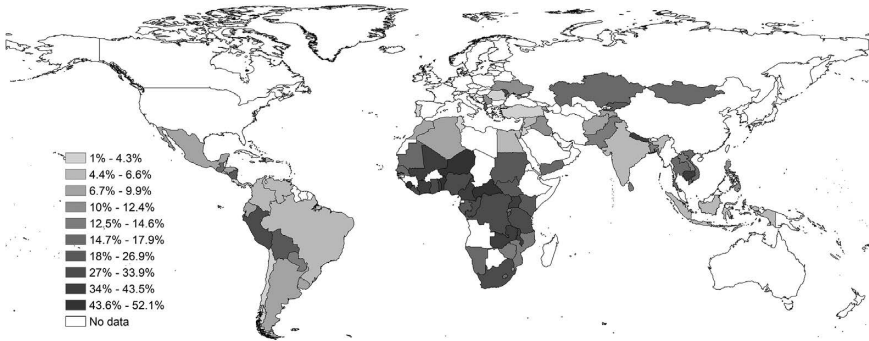 1% - 4.3%
4.4% - 6.6%
6.7% - 9.9%
10% - 12.4%
12,5% - 14.6%
14.7% - 17.9%
18% - 26.9%
27% - 33.9%
34% - 43.5%
43.6% - 52.1%
No data